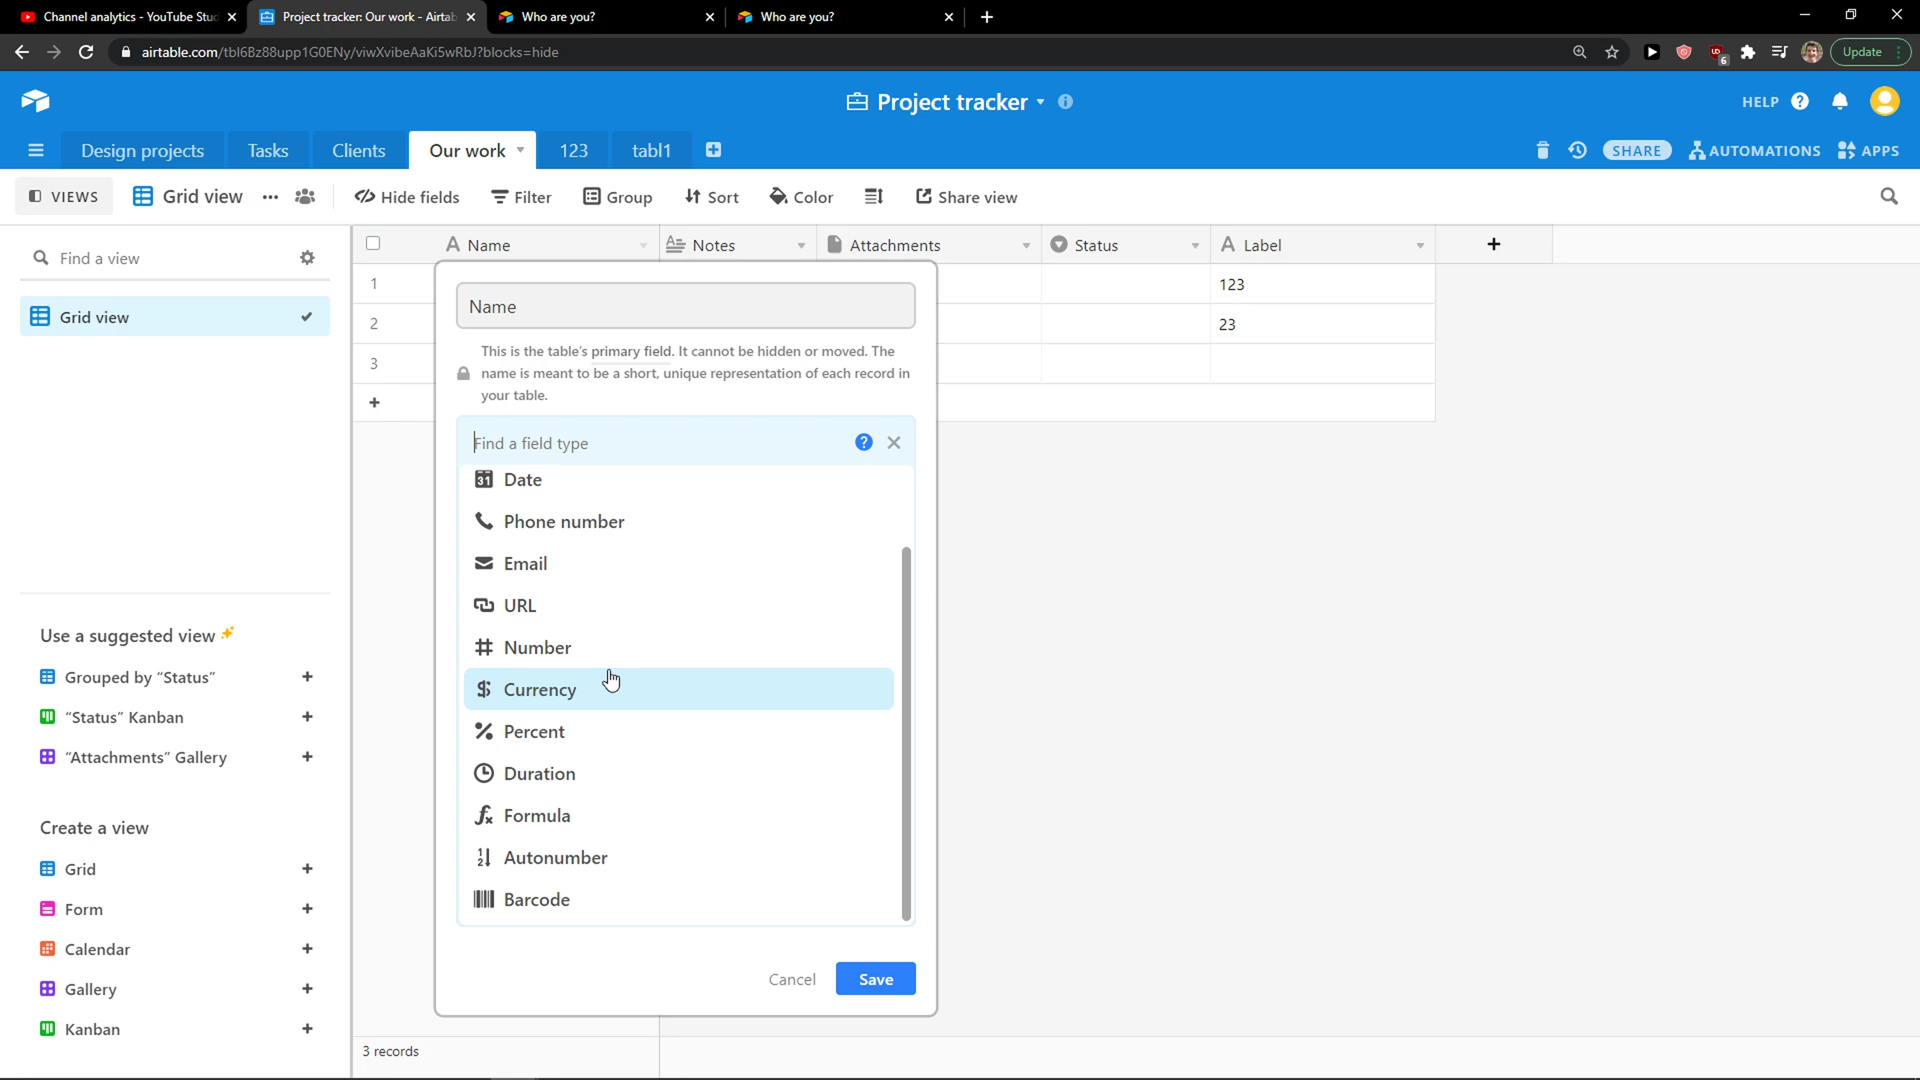 Channel analytics - YouTube Stu
Project tracker: Our work - Airtab
Who are you?
Who are you?
airtable.com/tbl6Bz88upp1G0ENy/viwXvibeAaKi5wRbJ?blocks=hide
6
Update
Project tracker
HELP
Design projects
Tasks
Clients
Our work
123
tabl1
SHARE
AUTOMATIONS
APPS
VIEWS
Grid view
Hide fields
Filter
Group
Sort
Color
Share view
Find a view
Grid view
Use a suggested view
Grouped by “Status”
“Status” Kanban
“Attachments” Gallery
Create a view
Grid
Form
Calendar
Gallery
Kanban
Name
Notes
Attachments
Status
Label
1
123
2
23
3
Name
This is the table's primary field. It cannot be hidden or moved. The
name is meant to be a short, unique representation of each record in
your table.
Find a field type
Date
Phone number
Email
URL
Number
Currency
Percent
Duration
Formula
Autonumber
Barcode
Cancel
Save
3 records